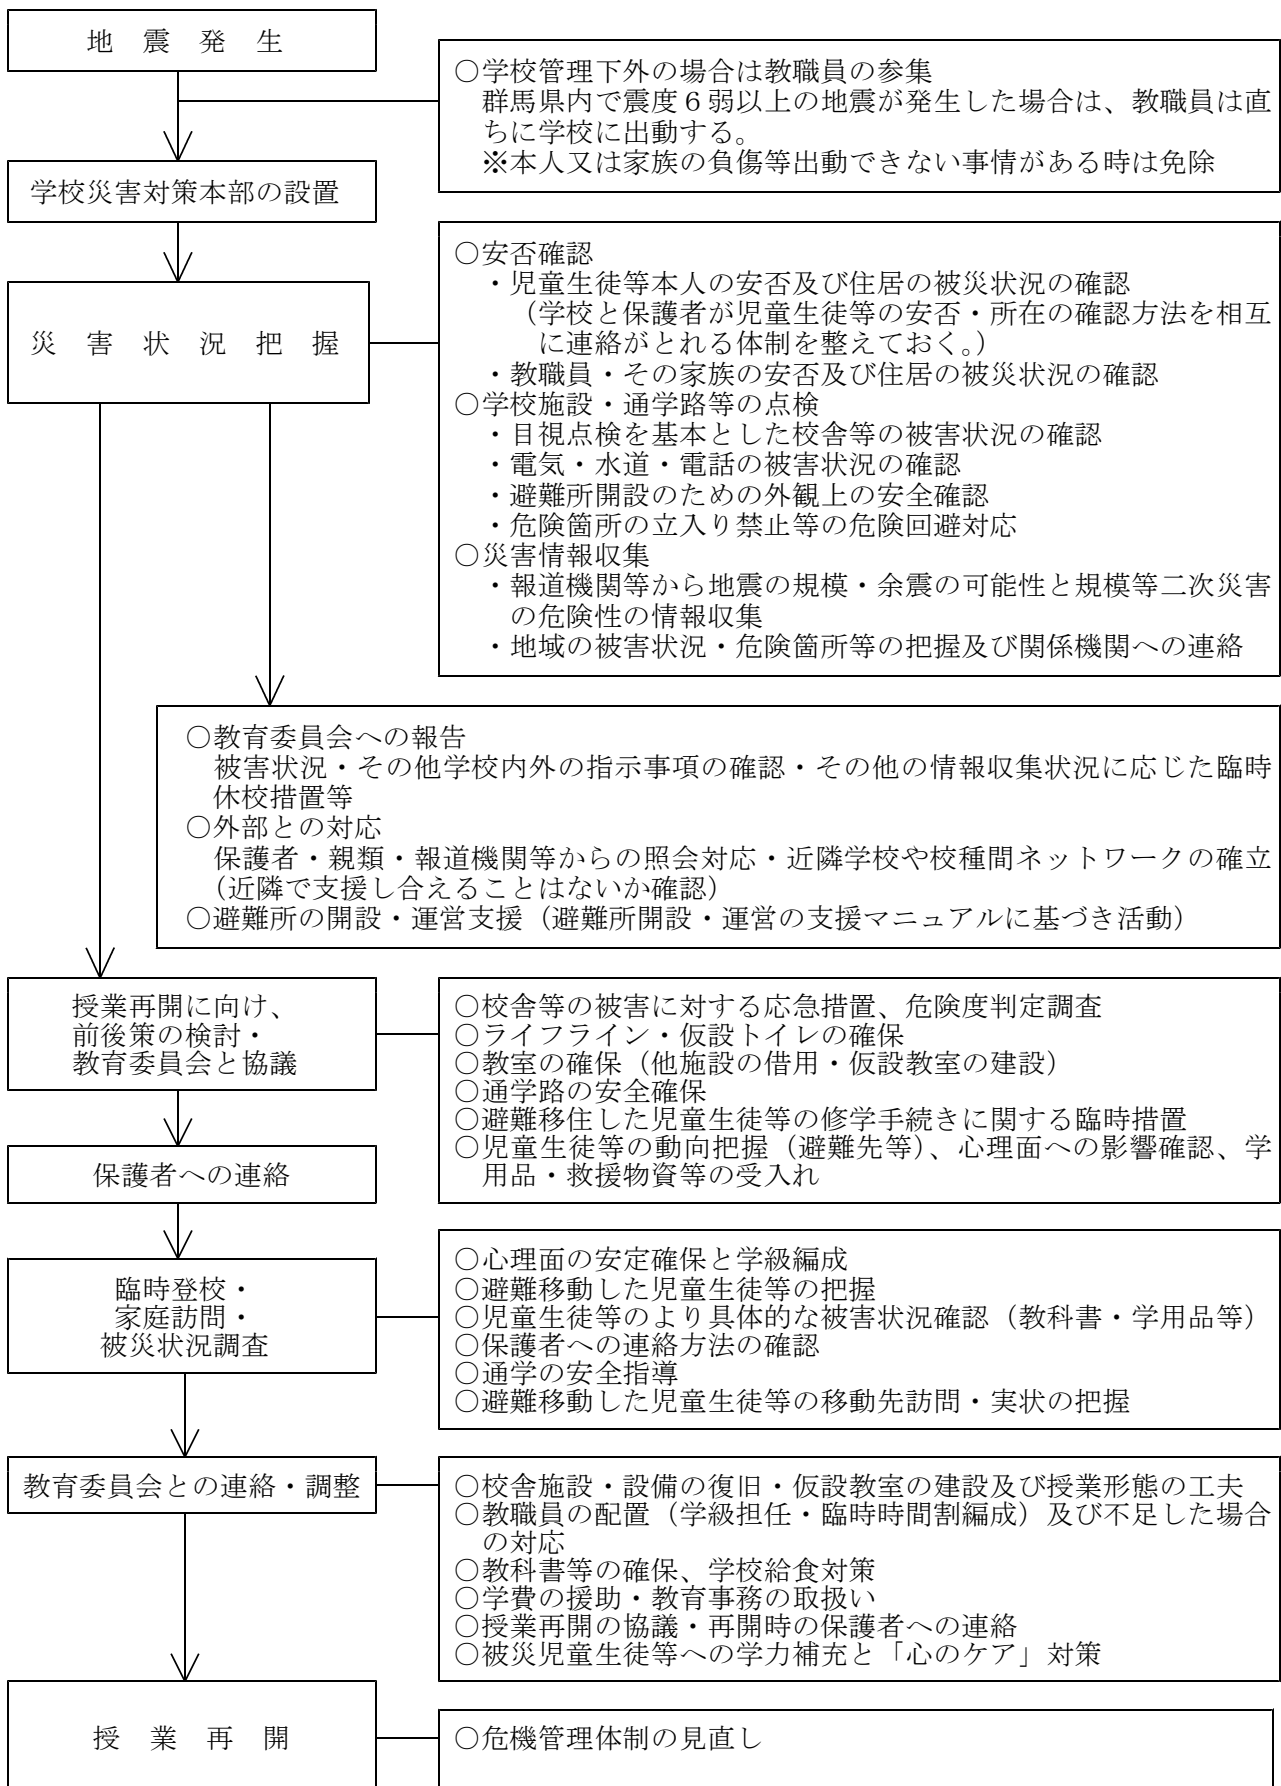 地　震　発　生
○学校管理下外の場合は教職員の参集
群馬県内で震度６弱以上の地震が発生した場合は、教職員は直
ちに学校に出動する。
※本人又は家族の負傷等出動できない事情がある時は免除
学校災害対策本部の設置
災　害　状　況　把　握
○安否確認
・児童生徒等本人の安否及び住居の被災状況の確認
（学校と保護者が児童生徒等の安否・所在の確認方法を相互
に連絡がとれる体制を整えておく。）
・教職員・その家族の安否及び住居の被災状況の確認
○学校施設・通学路等の点検
・目視点検を基本とした校舎等の被害状況の確認
・電気・水道・電話の被害状況の確認
・避難所開設のための外観上の安全確認
・危険箇所の立入り禁止等の危険回避対応
○災害情報収集
・報道機関等から地震の規模・余震の可能性と規模等二次災害
の危険性の情報収集
・地域の被害状況・危険箇所等の把握及び関係機関への連絡
○教育委員会への報告
被害状況・その他学校内外の指示事項の確認・その他の情報収集状況に応じた臨時
休校措置等
○外部との対応
保護者・親類・報道機関等からの照会対応・近隣学校や校種間ネットワークの確立
（近隣で支援し合えることはないか確認）
○避難所の開設・運営支援（避難所開設・運営の支援マニュアルに基づき活動）
授業再開に向け、
前後策の検討・
教育委員会と協議
○校舎等の被害に対する応急措置、危険度判定調査
○ライフライン・仮設トイレの確保
○教室の確保（他施設の借用・仮設教室の建設）
○通学路の安全確保
○避難移住した児童生徒等の修学手続きに関する臨時措置
○児童生徒等の動向把握（避難先等）、心理面への影響確認、学
用品・救援物資等の受入れ
保護者への連絡
臨時登校・
家庭訪問・
被災状況調査
○心理面の安定確保と学級編成
○避難移動した児童生徒等の把握
○児童生徒等のより具体的な被害状況確認（教科書・学用品等）
○保護者への連絡方法の確認
○通学の安全指導
○避難移動した児童生徒等の移動先訪問・実状の把握
教育委員会との連絡・調整
○校舎施設・設備の復旧・仮設教室の建設及び授業形態の工夫
○教職員の配置（学級担任・臨時時間割編成）及び不足した場合
の対応
○教科書等の確保、学校給食対策
○学費の援助・教育事務の取扱い
○授業再開の協議・再開時の保護者への連絡
○被災児童生徒等への学力補充と「心のケア」対策
授　業　再　開
○危機管理体制の見直し